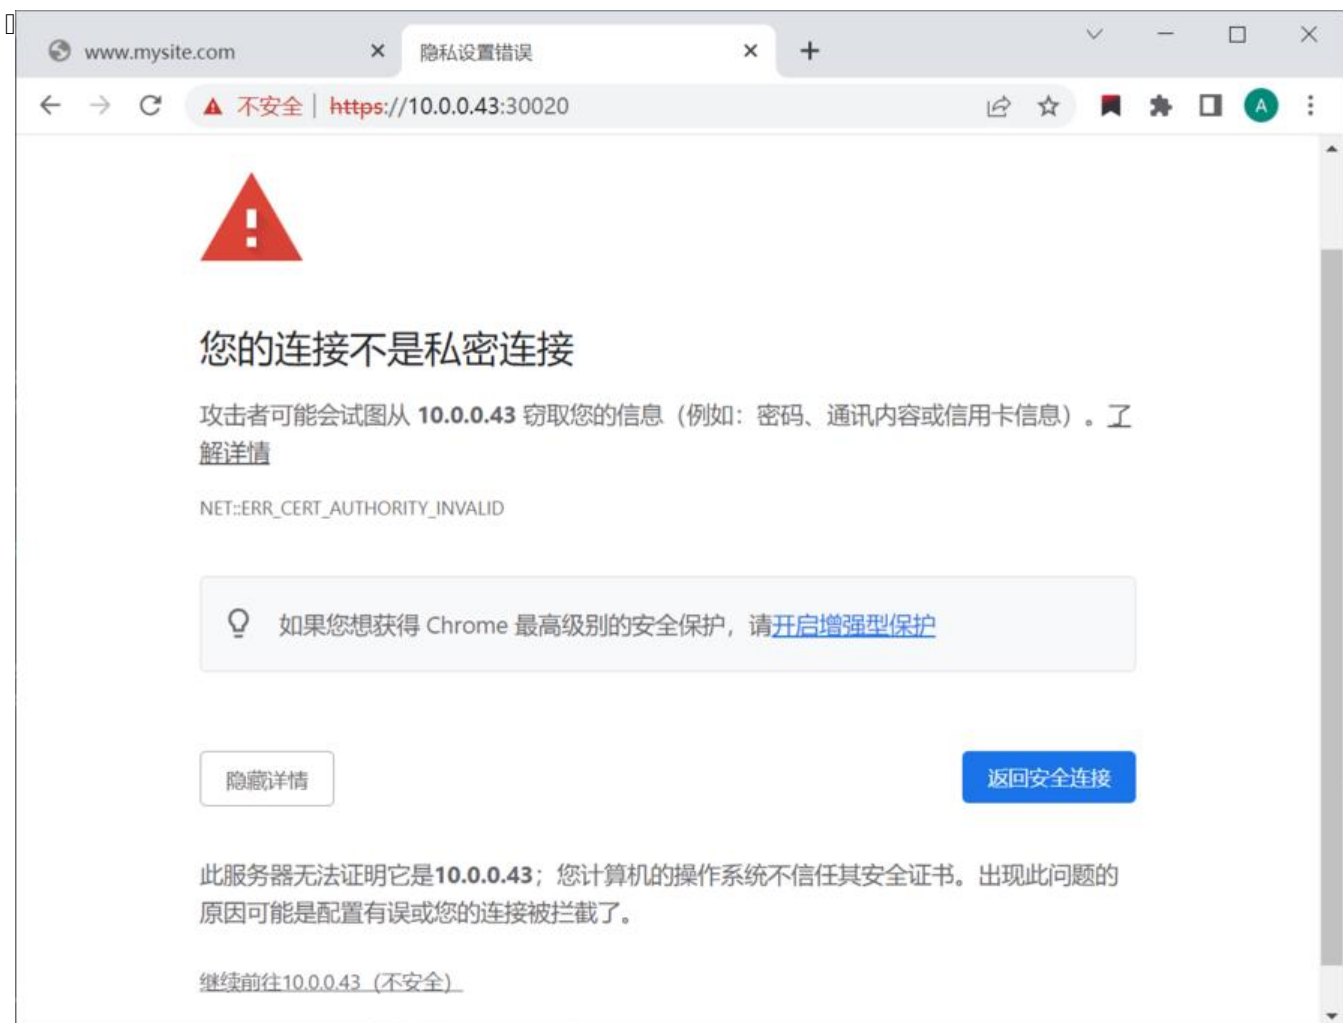 www.mysite.com
隐私设置错误
不安全 | https://10.0.0.43:30020
A
您的连接不是私密连接
攻击者可能会试图从 10.0.0.43 窃取您的信息（例如：密码、通讯内容或信用卡信息）。了
解详情
NET::ERR_CERT_AUTHORITY_INVALID
如果您想获得 Chrome 最高级别的安全保护，请开启增强型保护
隐藏详情
返回安全连接
此服务器无法证明它是10.0.0.43；您计算机的操作系统不信任其安全证书。出现此问题的
原因可能是配置有误或您的连接被拦截了。
继续前往10.0.0.43（不安全）